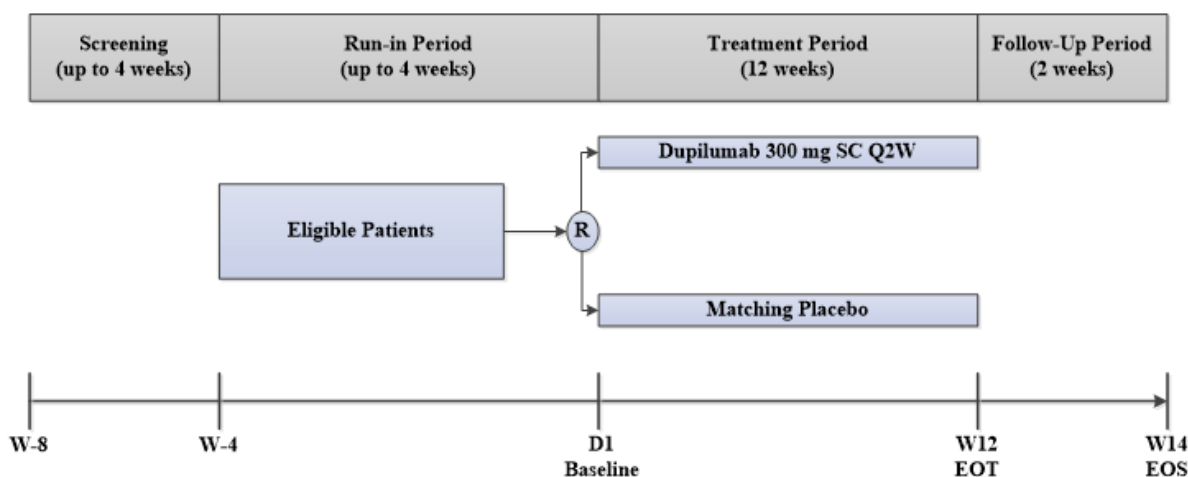 Screening
(up to 4 weeks)
Run-in Period
(up to 4 weeks)
Treatment Period
(12 weeks)
Follow-Up Period
(2 weeks)
Dupilumab 300 mg SC Q2W
Eligible Patients
R
Matching Placebo
W-8
W-4
D1
Baseline
W12
EOT
W14
EOS